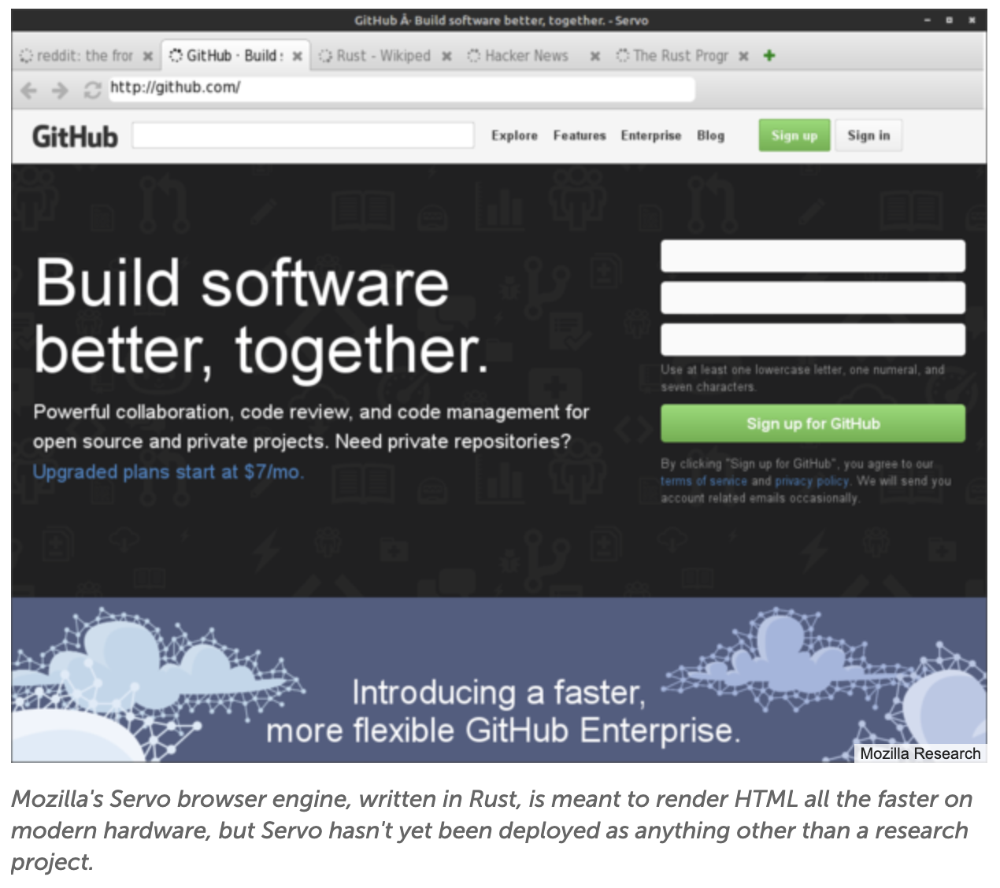 GitHub Â· Build software better, together. - Servo
reddit: the fror
GitHub · Build s
Rust - Wikiped
Hacker News
The Rust Progr
http://github.com/
GitHub
Explore Features Enterprise Blog Sign up Sign in
Build software
better, together.
Powerful collaboration, code review, and code management for
open source and private projects. Need private repositories?
Upgraded plans start at $7/mo.
Use at least one lowercase letter, one numeral, and
seven characters.
Sign up for GitHub
By clicking "Sign up for GitHub", you agree to our
terms of service and privacy policy. We will send you
account related emails occasionally.
Introducing a faster,
more flexible GitHub Enterprise.
Mozilla Research
Mozilla's Servo browser engine, written in Rust, is meant to render HTML all the faster on
modern hardware, but Servo hasn't yet been deployed as anything other than a research
project.